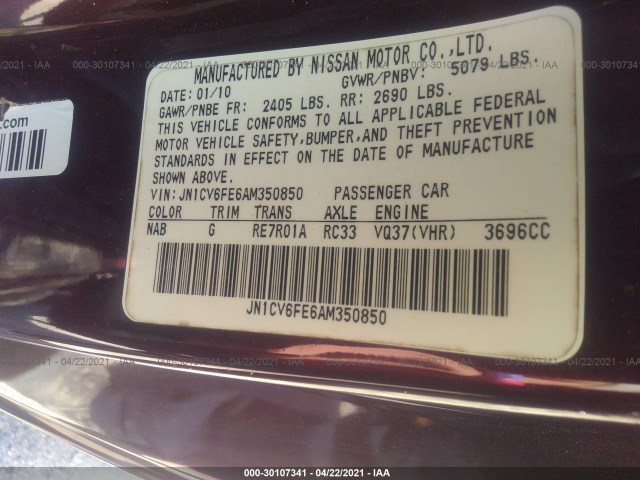 MANUFACTURED BY NISSAN MOTOR CO.,LTD.
DATE: 01/10 GVWR/PNBV: 5079 LBS.
GAWR/PNBE FR: 2405 LBS. RR: 2690 LBS.
THIS VEHICLE CONFORMS TO ALL APPLICABLE FEDERAL
MOTOR VEHICLE SAFETY,BUMPER,AND THEFT PREVENTION
STANDARDS IN EFFECT ON THE DATE OF MANUFACTURE
SHOWN ABOVE.
VIN: JN1CV6FE6AM350850 PASSENGER CAR
COLOR TRIM TRANS AXLE ENGINE
NAB G RE7R01A RC33 VQ37(VHR) 3696CC
JN1CV6FE6AM350850
.com
000-30107341 - 04/22/2021 - IAA